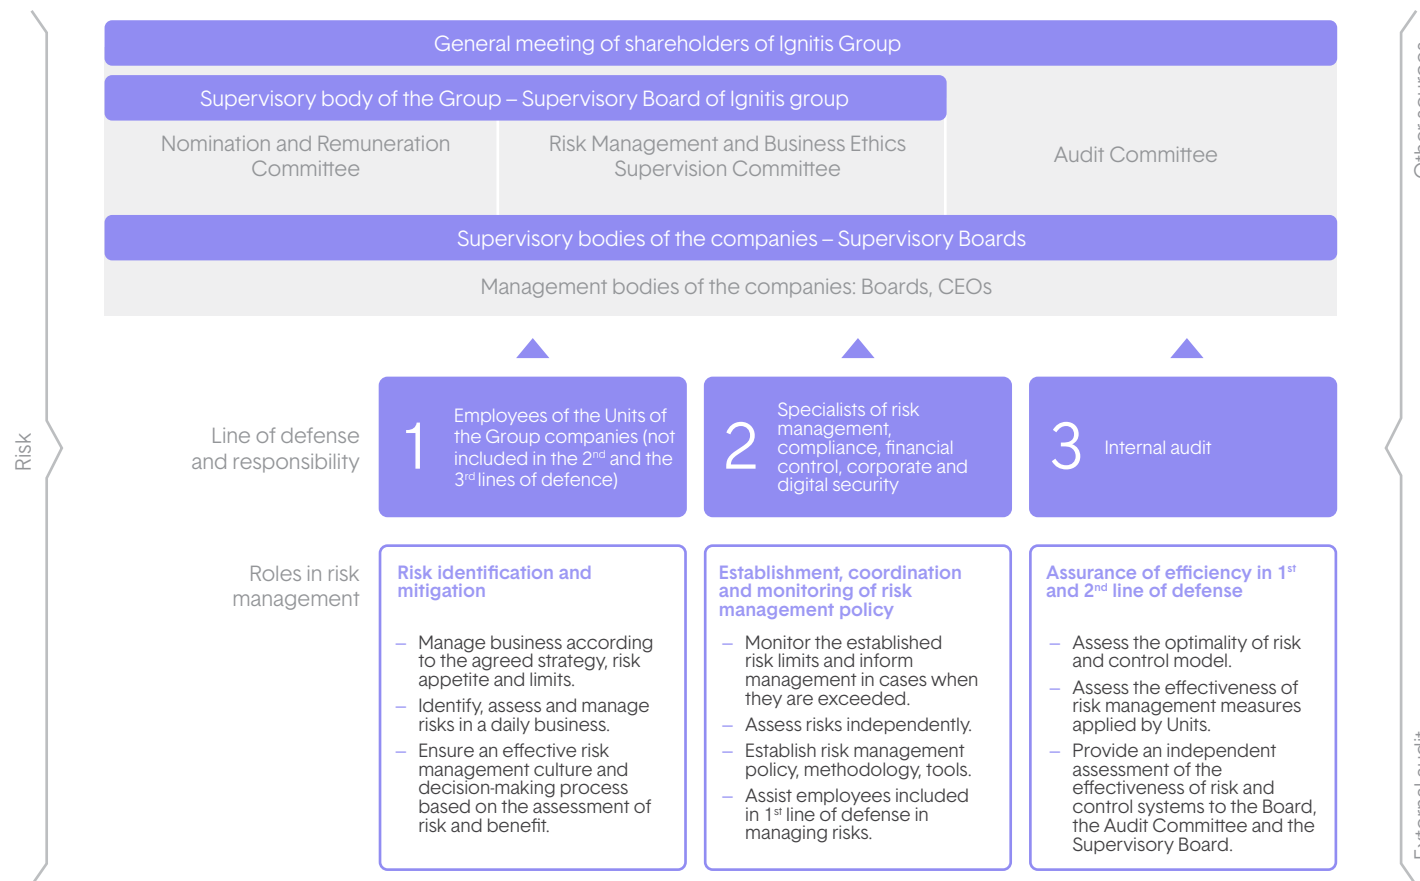 General meeting of shareholders of Ignitis Group
Supervisory body of the Group – Supervisory Board of Ignitis group
Nomination and Remuneration
Committee
Risk Management and Business Ethics
Supervision Committee
Audit Committee
Supervisory bodies of the companies – Supervisory Boards
Management bodies of the companies: Boards, CEOs
Risk
Other sources
External audit
Line of defense
and responsibility
1
Employees of the Units of
the Group companies (not
included in the 2nd and the
3rd lines of defence)
2
Specialists of risk
management,
compliance, financial
control, corporate and
digital security
3
Internal audit
Roles in risk
management
Risk identification and
mitigation
– Manage business according
to the agreed strategy, risk
appetite and limits.
– Identify, assess and manage
risks in a daily business.
– Ensure an effective risk
management culture and
decision-making process
based on the assessment of
risk and benefit.
Establishment, coordination
and monitoring of risk
management policy
– Monitor the established
risk limits and inform
management in cases when
they are exceeded.
– Assess risks independently.
– Establish risk management
policy, methodology, tools.
– Assist employees included
in 1st line of defense in
managing risks.
Assurance of efficiency in 1st
and 2nd line of defense
– Assess the optimality of risk
and control model.
– Assess the effectiveness of
risk management measures
applied by Units.
– Provide an independent
assessment of the
effectiveness of risk and
control systems to the Board,
the Audit Committee and the
Supervisory Board.